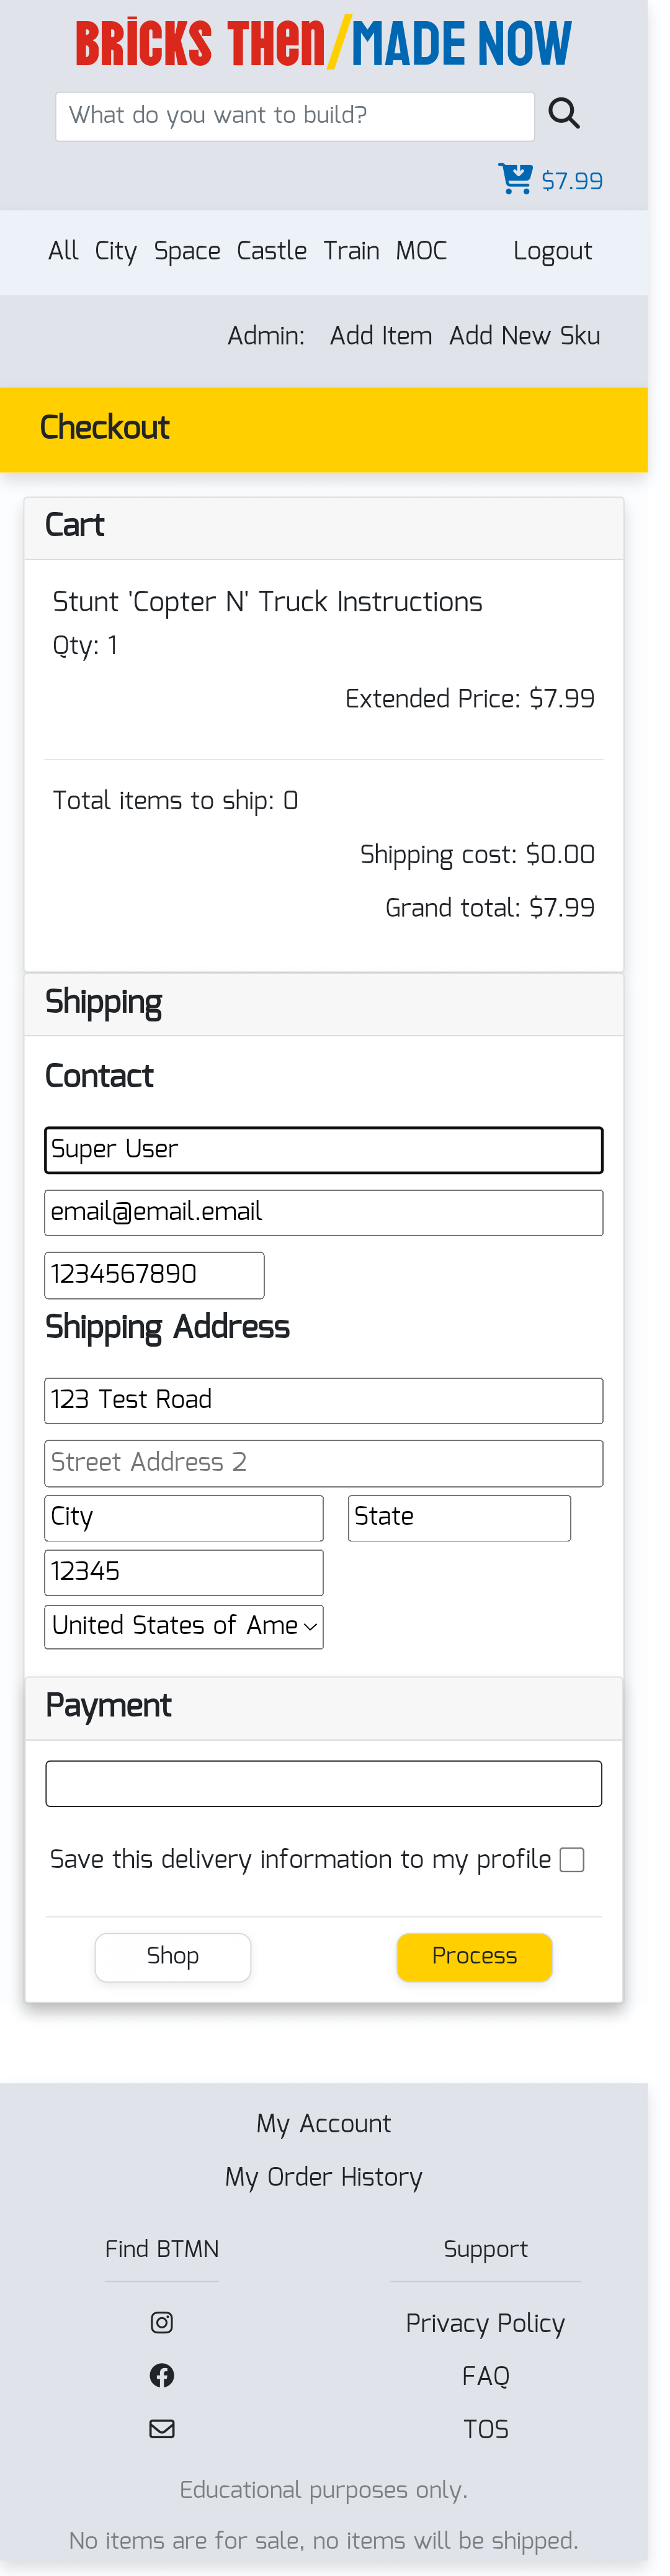 BRiCKS THen/MADE NOW
What do you want to build?
$7.99
All City Space Castle Train MOC Logout
Admin: Add Item Add New Sku
Checkout
Cart
Stunt 'Copter N' Truck Instructions
Qty: 1
Extended Price: $7.99
Total items to ship: 0
Shipping cost: $0.00
Grand total: $7.99
Shipping
Contact
Super User
email@email.email
1234567890
Shipping Address
123 Test Road
Street Address 2
City State
12345
United States of Ame
Payment
Save this delivery information to my profile
Shop Process
My Account
My Order History
Find BTMN Support
Privacy Policy
FAQ
TOS
Educational purposes only.
No items are for sale, no items will be shipped.